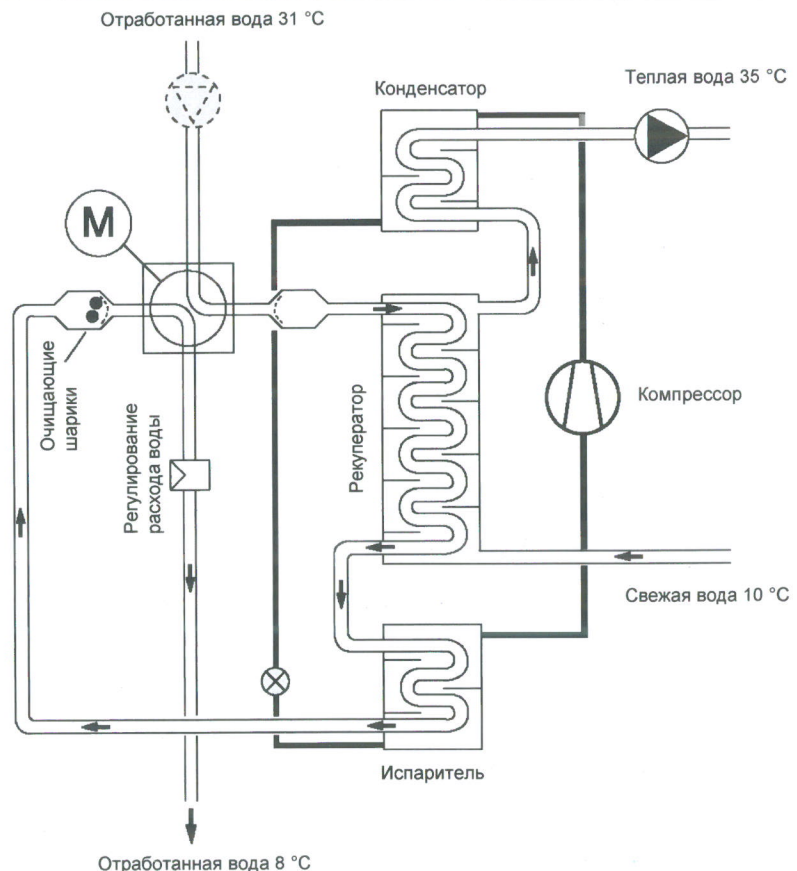 Отработанная вода 31 °C
Конденсатор
Теплая вода 35 °C
M
Очищающие
шарики
Регулирование
расхода воды
Рекуператор
Компрессор
Свежая вода 10 °C
Испаритель
Отработанная вода 8 °C